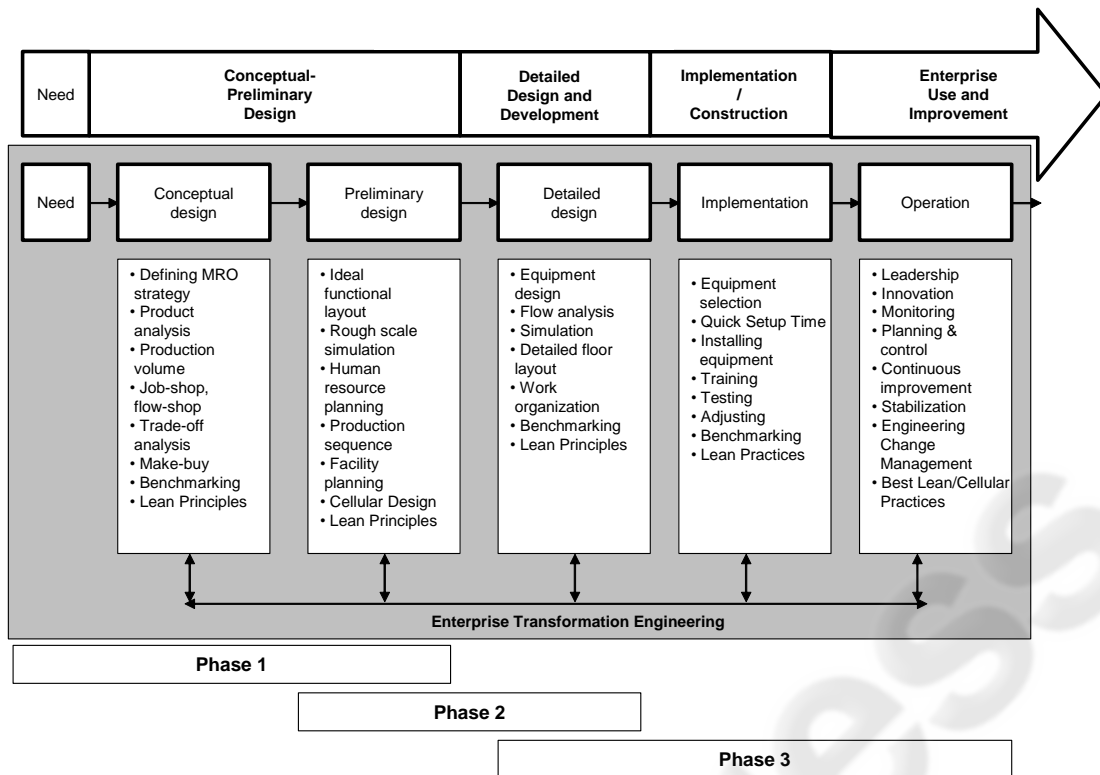 Need
Conceptual-
Preliminary
Design
Detailed
Design and
Development
Implementation
/
Construction
Enterprise
Use and
Improvement
Need
Conceptual
design
Preliminary
design
Detailed
design
Implementation
Operation
• Defining MRO
strategy
• Product
analysis
• Production
volume
• Job-shop,
flow-shop
• Trade-off
analysis
• Make-buy
• Benchmarking
• Lean Principles
• Ideal
functional
layout
• Rough scale
simulation
• Human
resource
planning
• Production
sequence
• Facility
planning
• Cellular Design
• Lean Principles
• Equipment
design
• Flow analysis
• Simulation
• Detailed floor
layout
• Work
organization
• Benchmarking
• Lean Principles
• Equipment
selection
• Quick Setup Time
• Installing
equipment
• Training
• Testing
• Adjusting
• Benchmarking
• Lean Practices
• Leadership
• Innovation
• Monitoring
• Planning &
control
• Continuous
improvement
• Stabilization
• Engineering
Change
Management
• Best Lean/Cellular
Practices
Enterprise Transformation Engineering
Phase 1
Phase 2
Phase 3